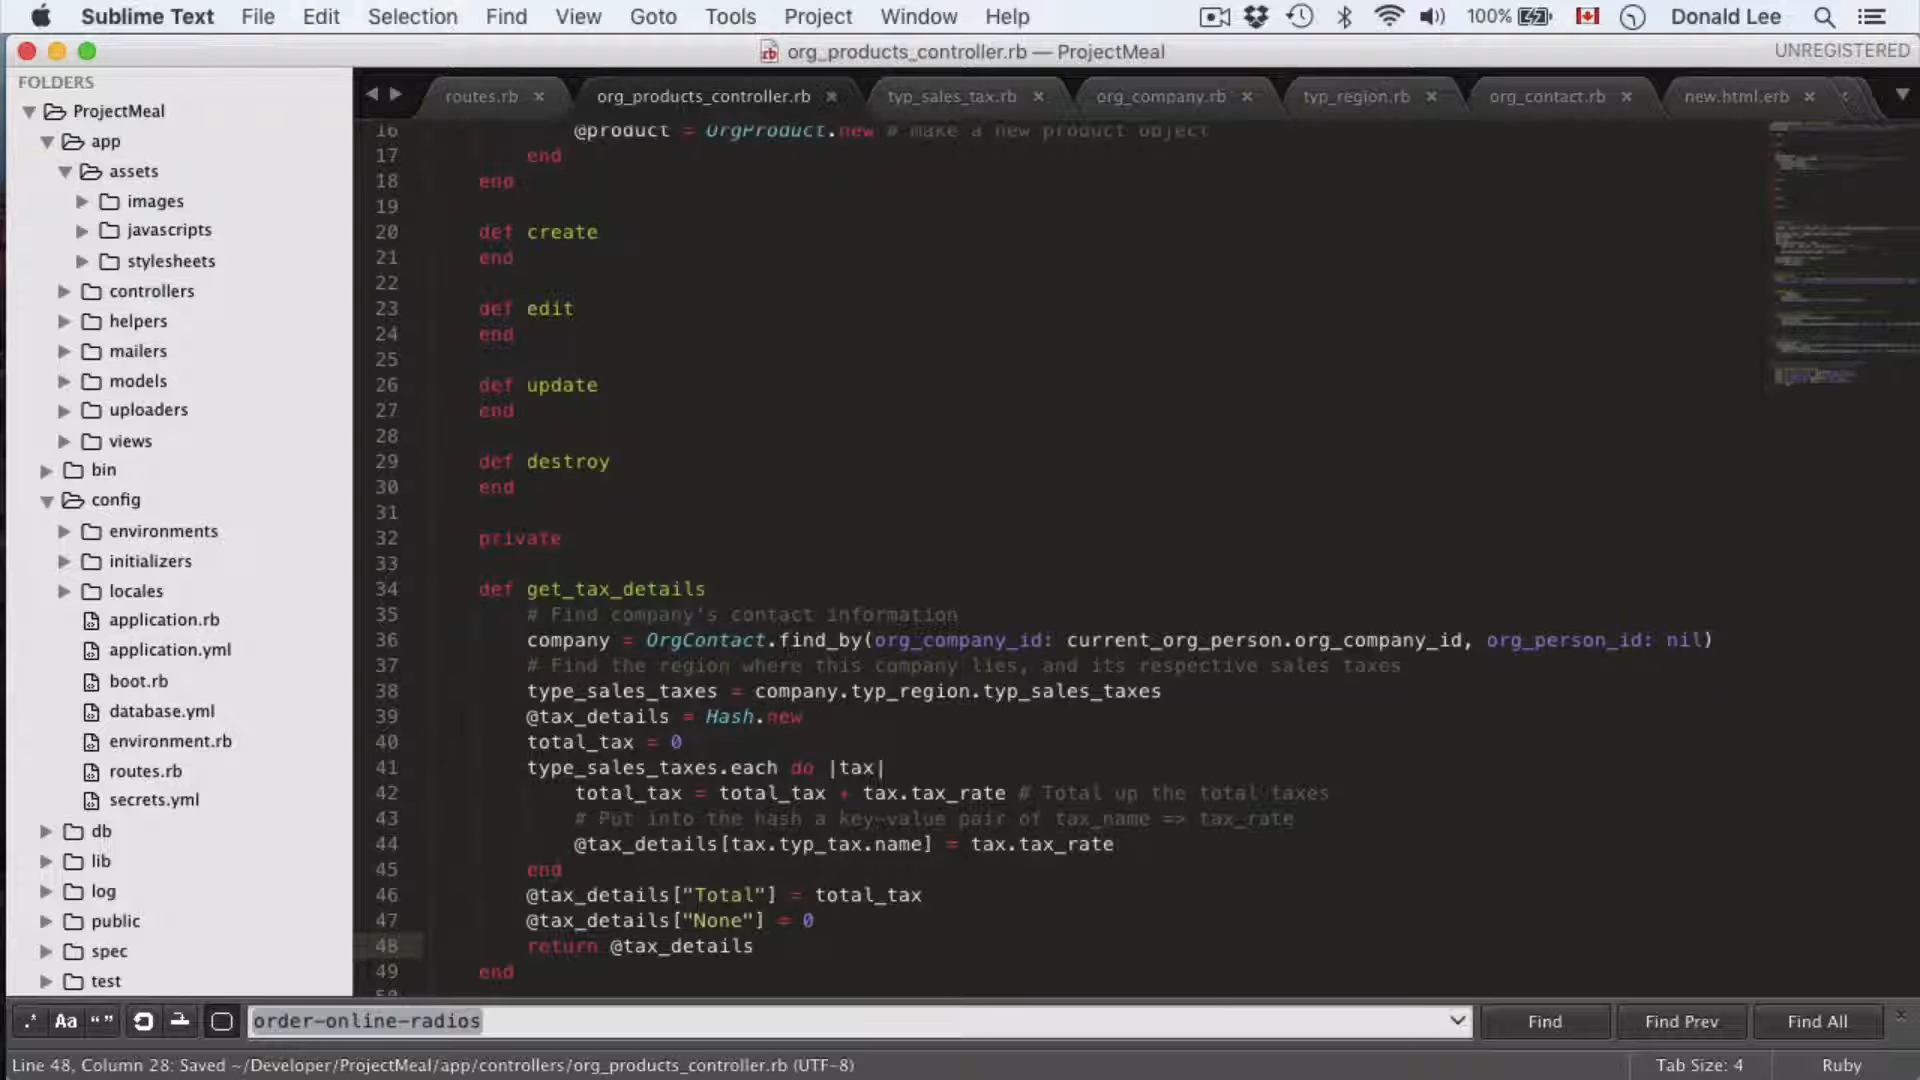 Sublime Text File Edit Selection Find View Goto Tools Project Window Help 100% Donald Lee
org_products_controller.rb — ProjectMeal UNREGISTERED
FOLDERS
ProjectMeal
app
assets
images
javascripts
stylesheets
controllers
helpers
mailers
models
uploaders
views
bin
config
environments
initializers
locales
application.rb
application.yml
boot.rb
database.yml
environment.rb
routes.rb
secrets.yml
db
lib
log
public
spec
test
routes.rb × org_products_controller.rb × typ_sales_tax.rb × org_company.rb × typ_region.rb × org_contact.rb × new.html.erb ×
16 @product = OrgProduct.new # make a new product object
17 end
18 end
19
20 def create
21 end
22
23 def edit
24 end
25
26 def update
27 end
28
29 def destroy
30 end
31
32 private
33
34 def get_tax_details
35 # Find company's contact information
36 company = OrgContact.find_by(org_company_id: current_org_person.org_company_id, org_person_id: nil)
37 # Find the region where this company lies, and its respective sales taxes
38 type_sales_taxes = company.typ_region.typ_sales_taxes
39 @tax_details = Hash.new
40 total_tax = 0
41 type_sales_taxes.each do |tax|
42 total_tax = total_tax + tax.tax_rate # Total up the total taxes
43 # Put into the hash a key-value pair of tax_name => tax_rate
44 @tax_details[tax.typ_tax.name] = tax.tax_rate
45 end
46 @tax_details["Total"] = total_tax
47 @tax_details["None"] = 0
48 return @tax_details
49 end
50
.* Aa “” order-online-radios Find Find Prev Find All
Line 48, Column 28: Saved ~/Developer/ProjectMeal/app/controllers/org_products_controller.rb (UTF-8) Tab Size: 4 Ruby